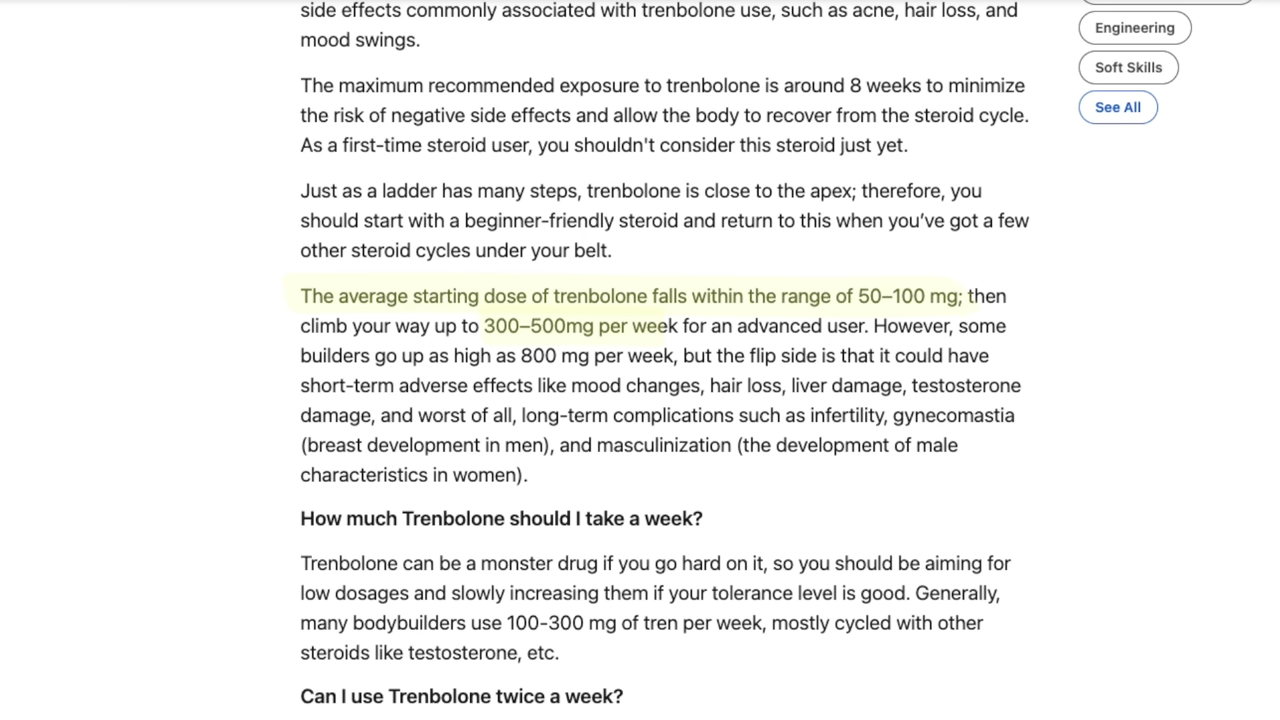 side effects commonly associated with trenbolone use, such as acne, hair loss, and
mood swings.
Engineering
Soft Skills
See All
The maximum recommended exposure to trenbolone is around 8 weeks to minimize
the risk of negative side effects and allow the body to recover from the steroid cycle.
As a first-time steroid user, you shouldn't consider this steroid just yet.
Just as a ladder has many steps, trenbolone is close to the apex; therefore, you
should start with a beginner-friendly steroid and return to this when you’ve got a few
other steroid cycles under your belt.
The average starting dose of trenbolone falls within the range of 50–100 mg; then
climb your way up to 300–500mg per week for an advanced user. However, some
builders go up as high as 800 mg per week, but the flip side is that it could have
short-term adverse effects like mood changes, hair loss, liver damage, testosterone
damage, and worst of all, long-term complications such as infertility, gynecomastia
(breast development in men), and masculinization (the development of male
characteristics in women).
How much Trenbolone should I take a week?
Trenbolone can be a monster drug if you go hard on it, so you should be aiming for
low dosages and slowly increasing them if your tolerance level is good. Generally,
many bodybuilders use 100-300 mg of tren per week, mostly cycled with other
steroids like testosterone, etc.
Can I use Trenbolone twice a week?